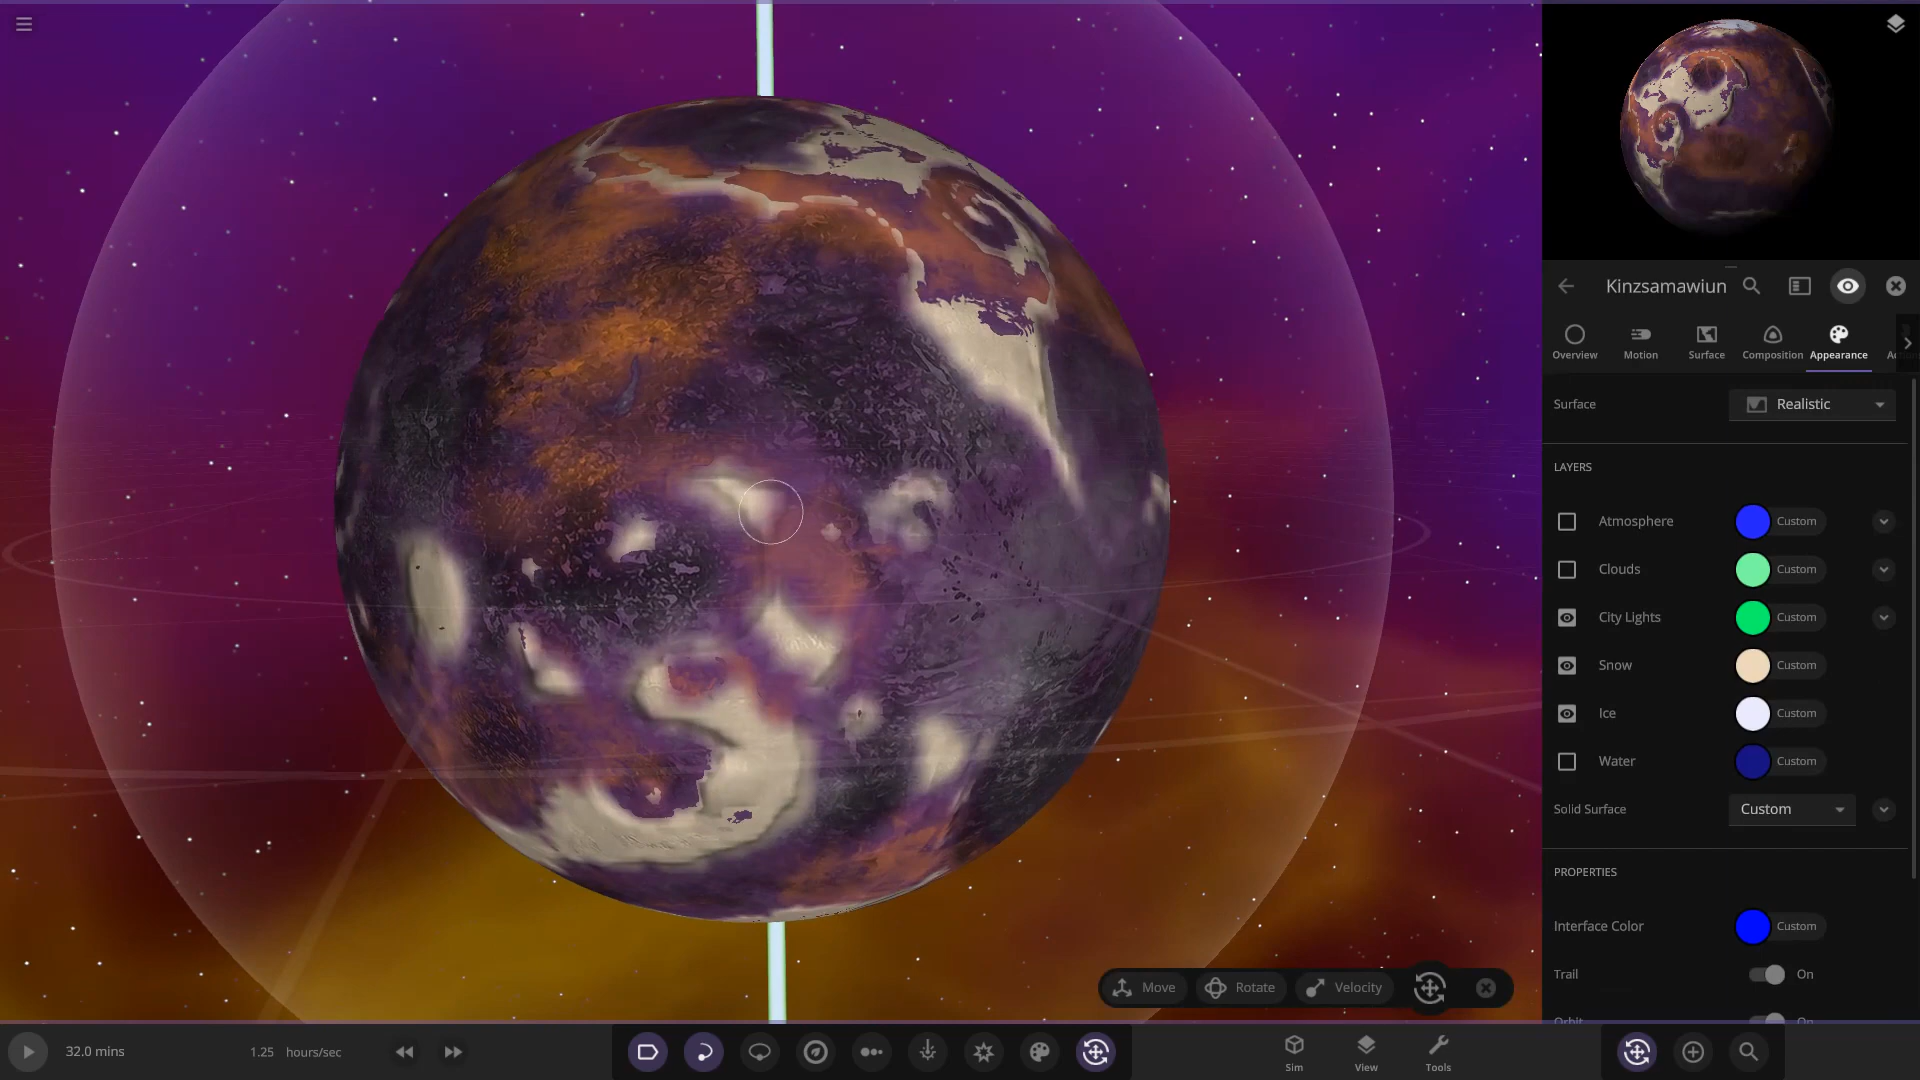 Kinzsamawiun
Overview
Motion
Surface
Composition
Appearance
Surface
Realistic
LAYERS
Atmosphere
Custom
Clouds
Custom
City Lights
Custom
Snow
Custom
Ice
Custom
Water
Custom
Solid Surface
Custom
PROPERTIES
Interface Color
Custom
Trail
On
Orbit
On
Move
Rotate
Velocity
32.0 mins
1.25 hours/sec
Sim
View
Tools